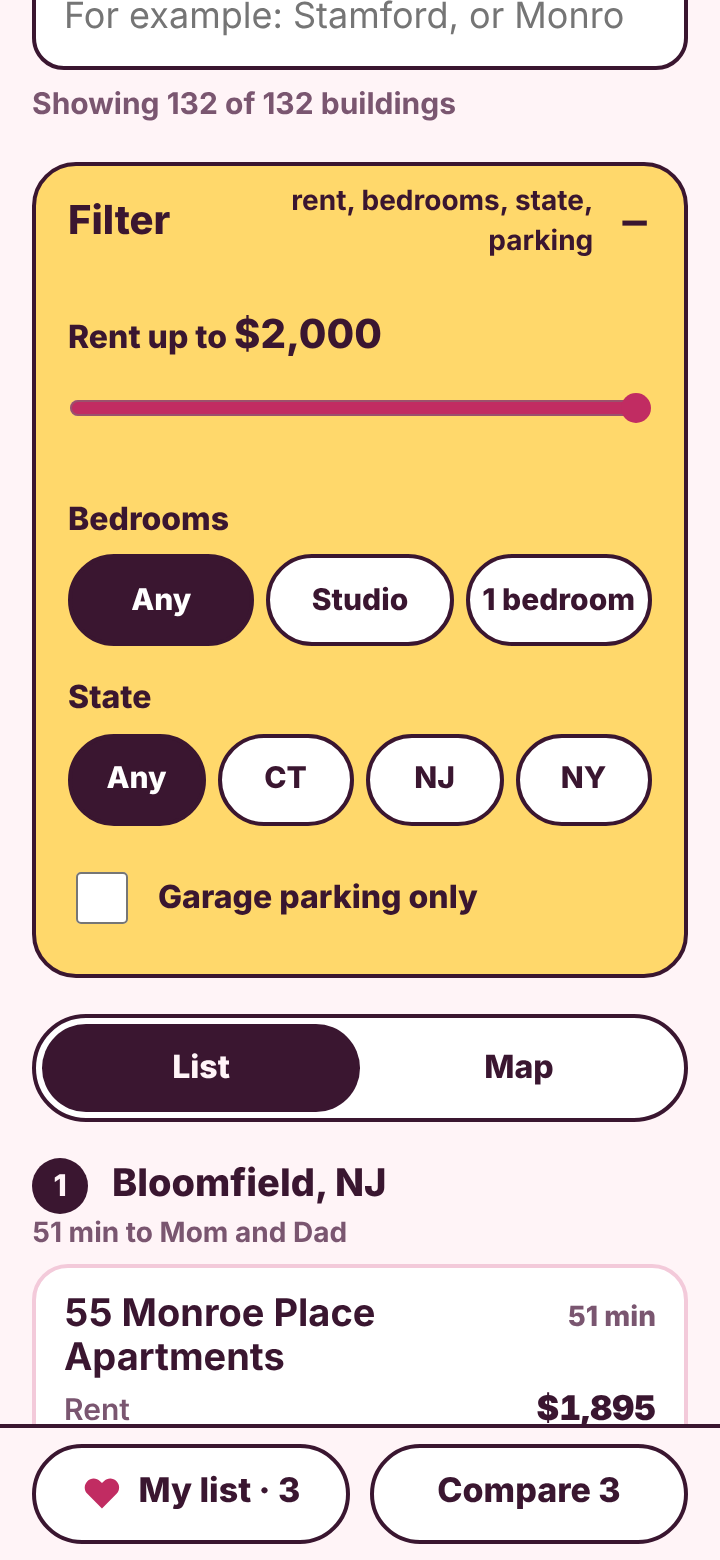 For example: Stamford, or Monro
Showing 132 of 132 buildings
Filter
rent, bedrooms, state,
parking
Rent up to $2,000
Bedrooms
Any
Studio
1 bedroom
State
Any
CT
NJ
NY
Garage parking only
List
Map
1
Bloomfield, NJ
51 min to Mom and Dad
55 Monroe Place
Apartments
51 min
Rent
$1,895
My list · 3
Compare 3